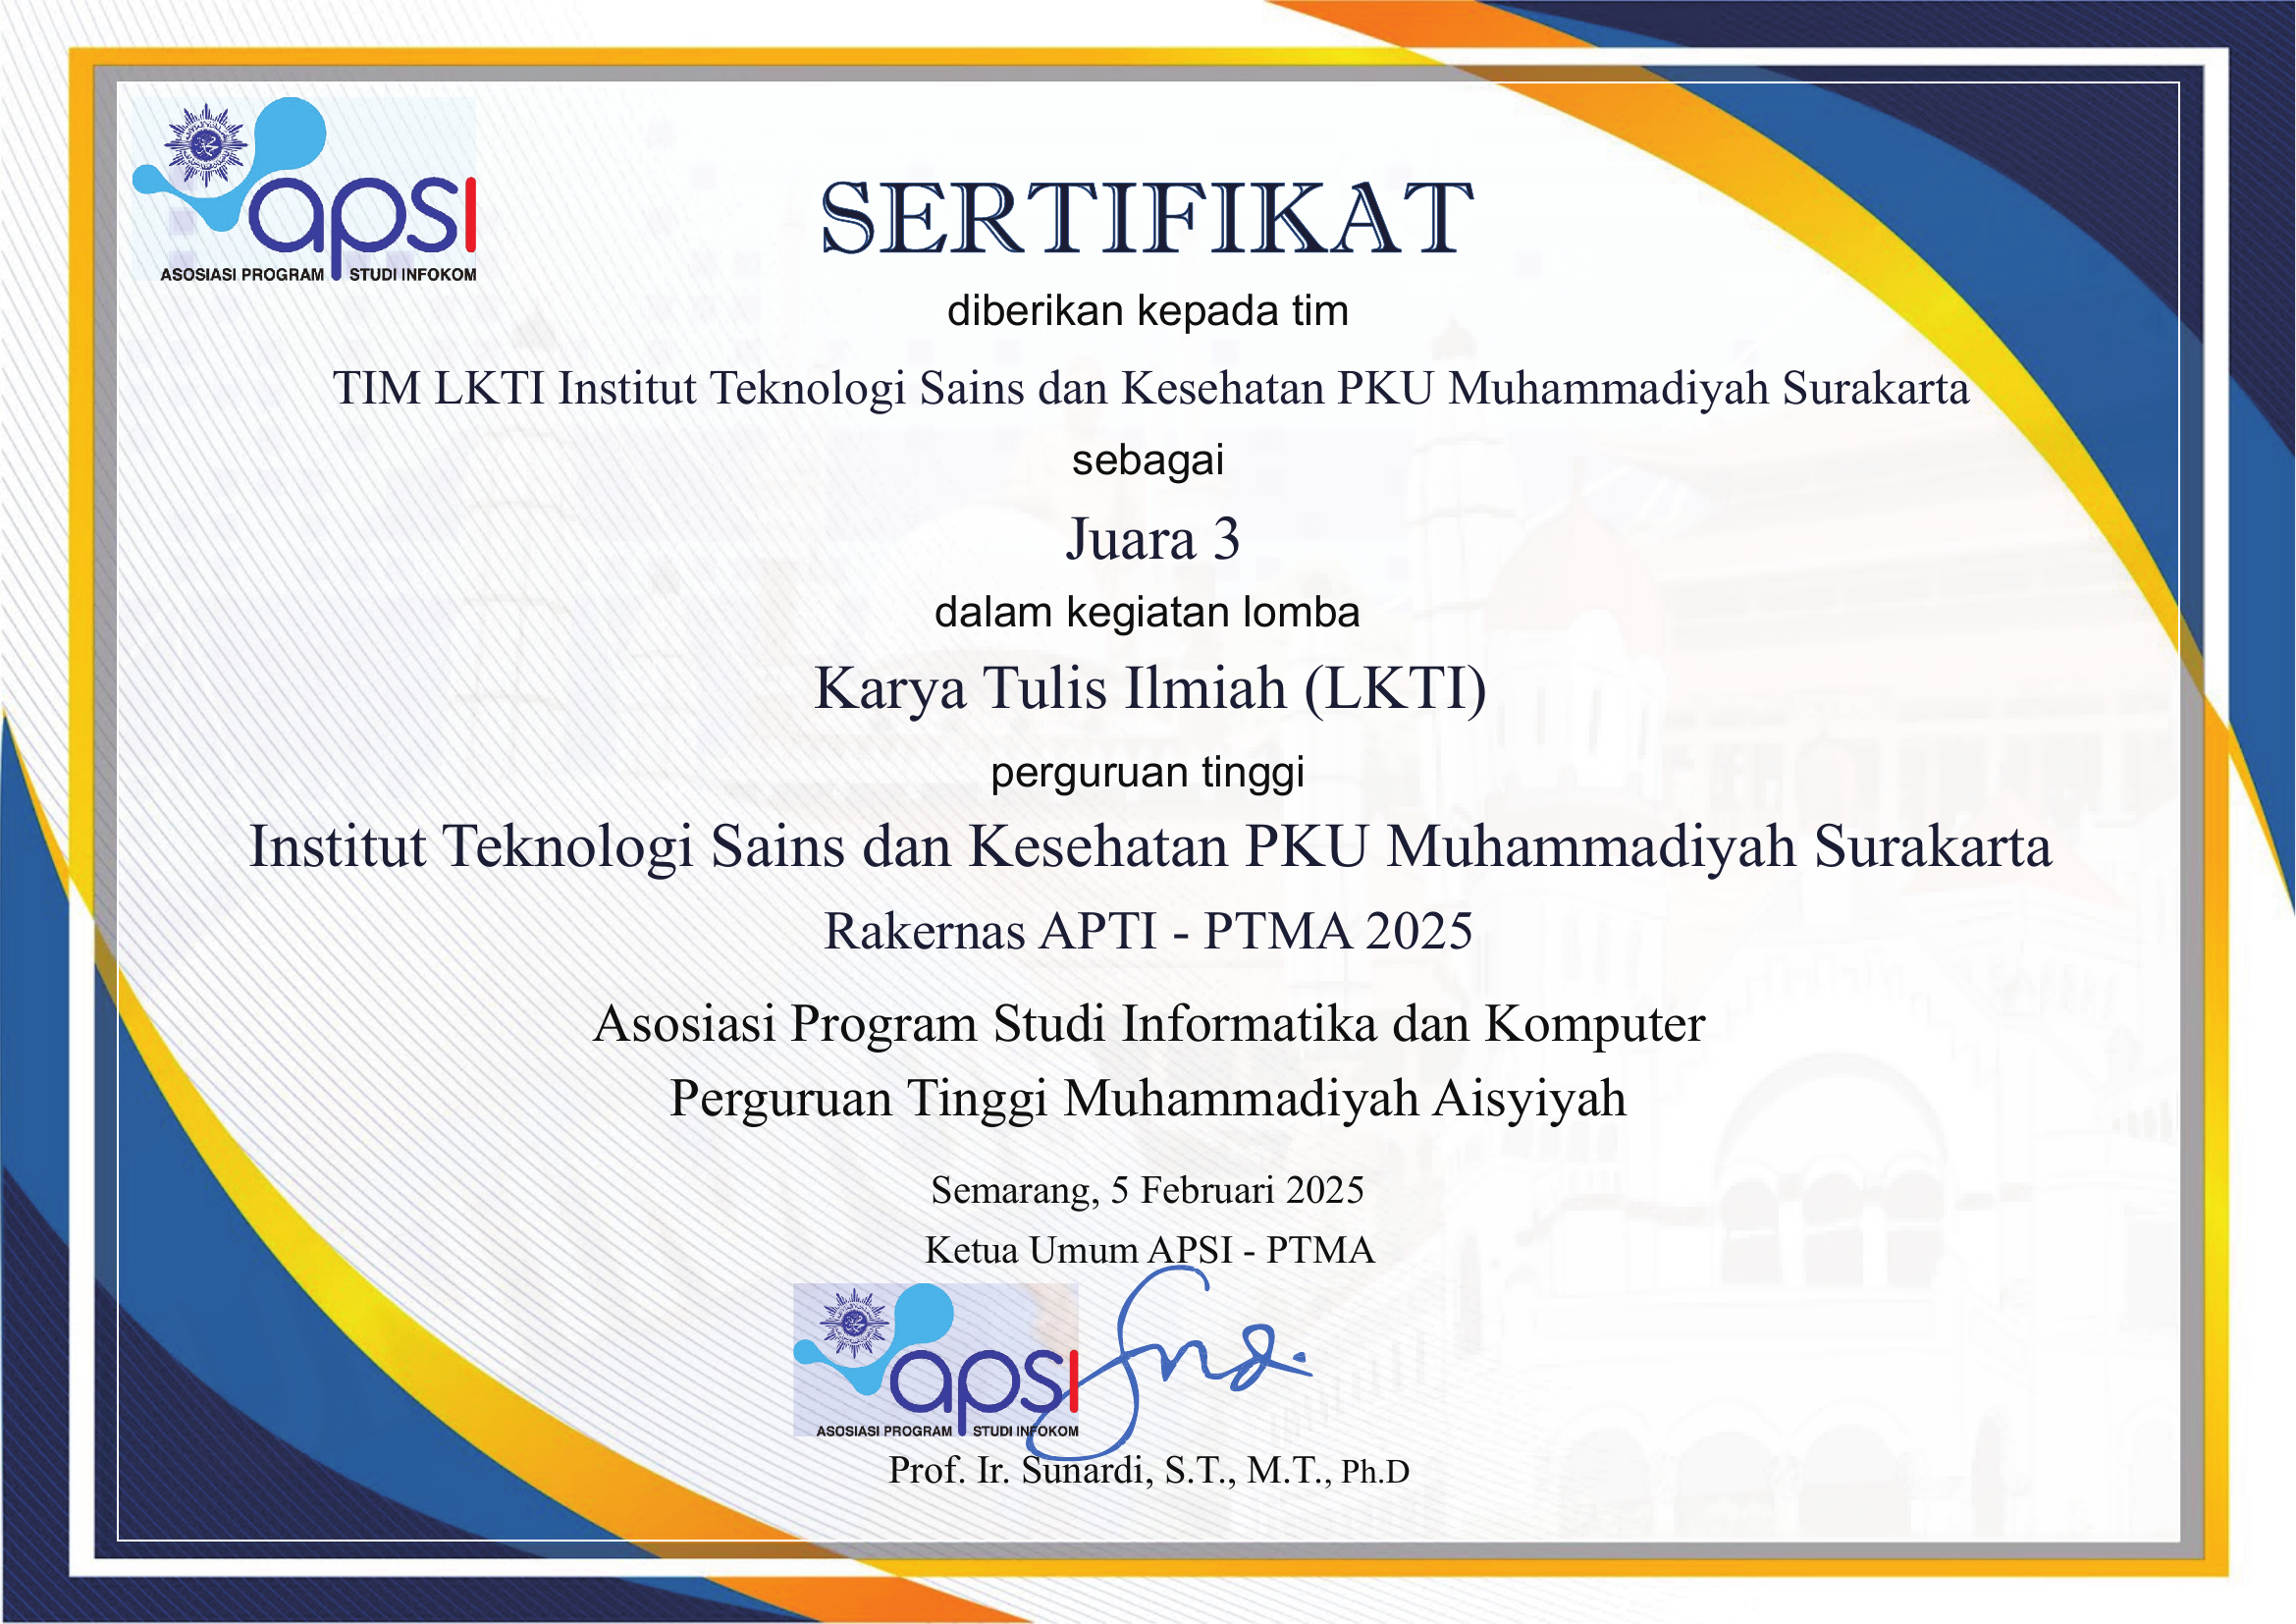 apsi
ASOSIASI PROGRAM STUDI INFOKOM
SERTIFIKAT
diberikan kepada tim
TIM LKTI Institut Teknologi Sains dan Kesehatan PKU Muhammadiyah Surakarta
sebagai
Juara 3
dalam kegiatan lomba
Karya Tulis Ilmiah (LKTI)
perguruan tinggi
Institut Teknologi Sains dan Kesehatan PKU Muhammadiyah Surakarta
Rakernas APTI - PTMA 2025
Asosiasi Program Studi Informatika dan Komputer
Perguruan Tinggi Muhammadiyah Aisyiyah
Semarang, 5 Februari 2025
Ketua Umum APSI - PTMA
apsi
ASOSIASI PROGRAM STUDI INFOKOM
Prof. Ir. Sunardi, S.T., M.T., Ph.D